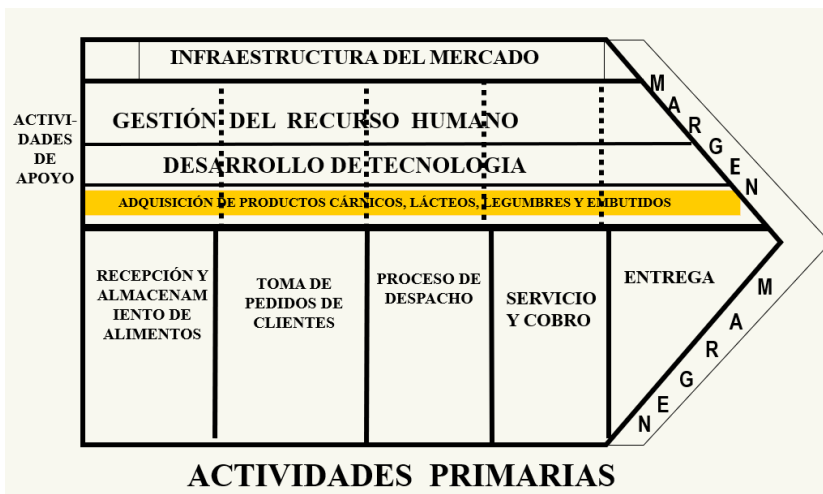 INFRAESTRUCTURA DEL MERCADO
ACTIVI-
DADES
DE
APOYO
GESTIÓN DEL RECURSO HUMANO
DESARROLLO DE TECNOLOGIA
ADQUISICIÓN DE PRODUCTOS CÁRNICOS, LÁCTEOS, LEGUMBRES Y EMBUTIDOS
MARGEN
RECEPCIÓN Y
ALMACENAM
IENTO DE
ALIMENTOS
TOMA DE
PEDIDOS DE
CLIENTES
PROCESO DE
DESPACHO
SERVICIO
Y COBRO
ENTREGA
MARGEN
ACTIVIDADES PRIMARIAS